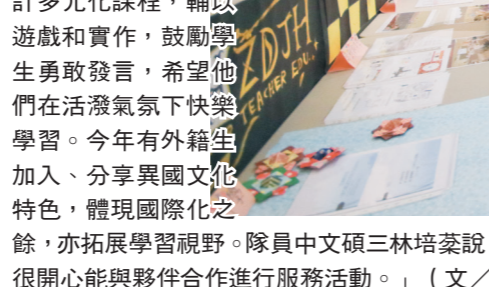 計多元化課程，輔以
遊戲和實作，鼓勵學
生勇敢發言，希望他
們在活潑氣氛下快樂
學習。今年有外籍生
加入、分享異國文化
特色，體現國際化之
餘，亦拓展學習視野。隊員中文碩三林培蘂說
很開心能與夥伴合作進行服務活動。」（文／
ZDJH
TEACHER EDU.